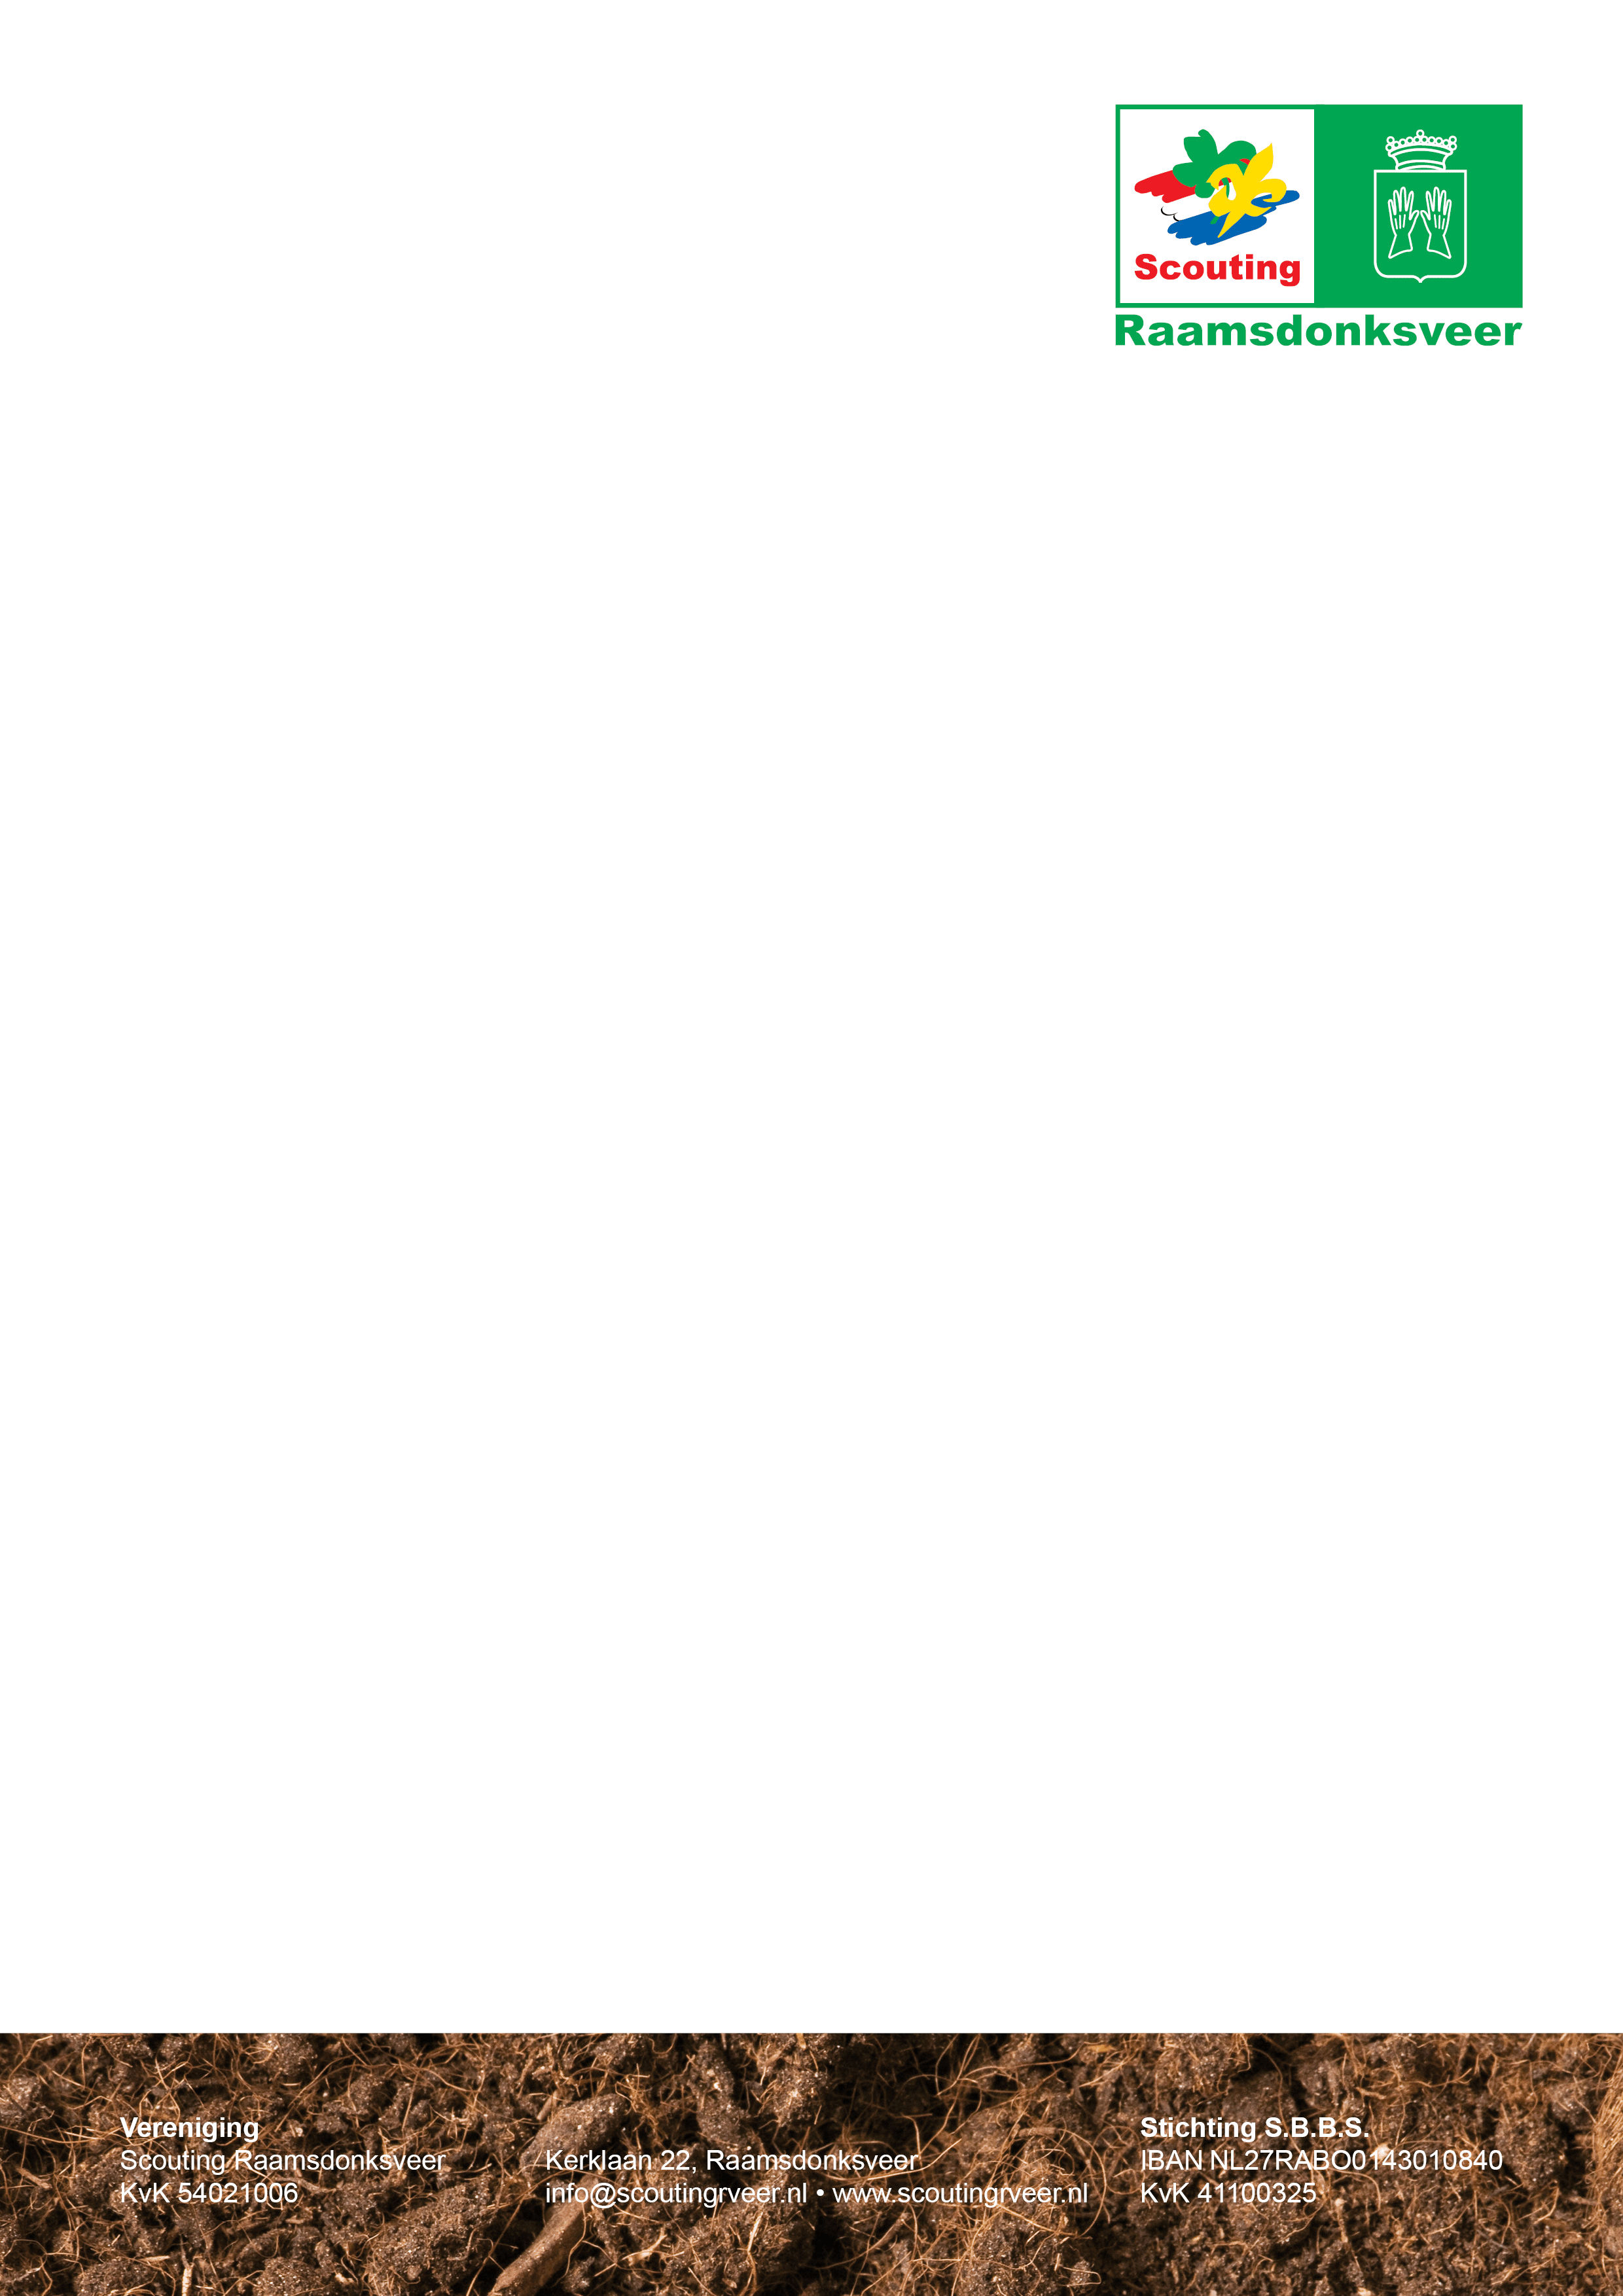 Scouting
Raamsdonksveer
Vereniging
Scouting Raamsdonksveer
KvK 54021006
Kerklaan 22, Raamsdonksveer
info@scoutingrveer.nl • www.scoutingrveer.nl
Stichting S.B.B.S.
IBAN NL27RABO0143010840
KvK 41100325